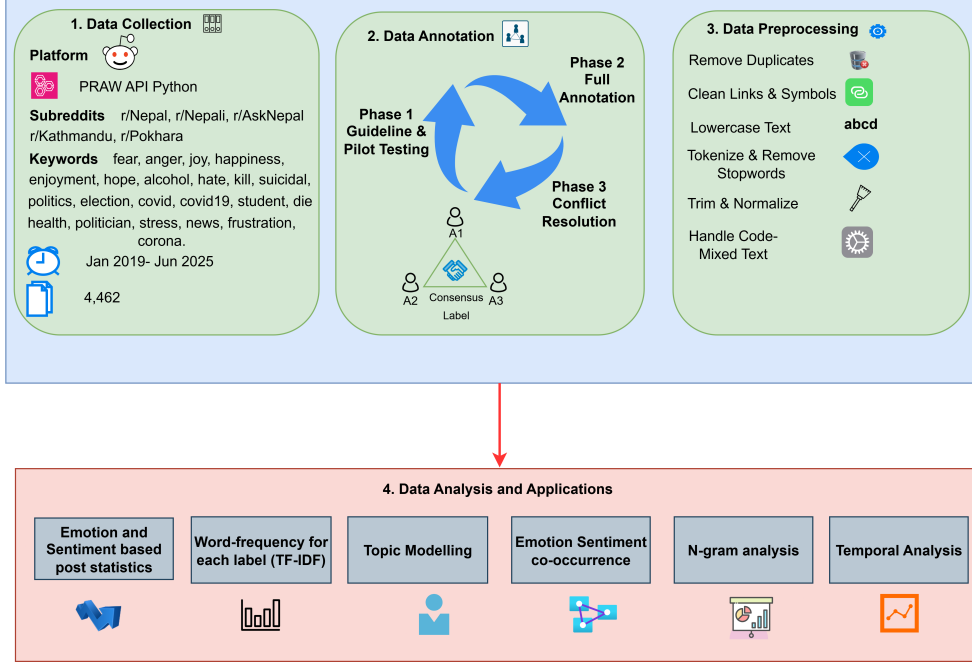 1. Data Collection
Platform
PRAW API Python
Subreddits r/Nepal, r/Nepali, r/AskNepal
r/Kathmandu, r/Pokhara
Keywords fear, anger, joy, happiness,
enjoyment, hope, alcohol, hate, kill, suicidal,
politics, election, covid, covid19, student, die
health, politician, stress, news, frustration,
corona.
Jan 2019- Jun 2025
4,462
2. Data Annotation
Phase 1
Guideline &
Pilot Testing
Phase 2
Full
Annotation
Phase 3
Conflict
Resolution
A1
A2
A3
Consensus
Label
3. Data Preprocessing
Remove Duplicates
Clean Links & Symbols
Lowercase Text
abcd
Tokenize & Remove
Stopwords
Trim & Normalize
Handle Code-
Mixed Text
4. Data Analysis and Applications
Emotion and
Sentiment based
post statistics
Word-frequency for
each label (TF-IDF)
Topic Modelling
Emotion Sentiment
co-occurrence
N-gram analysis
Temporal Analysis